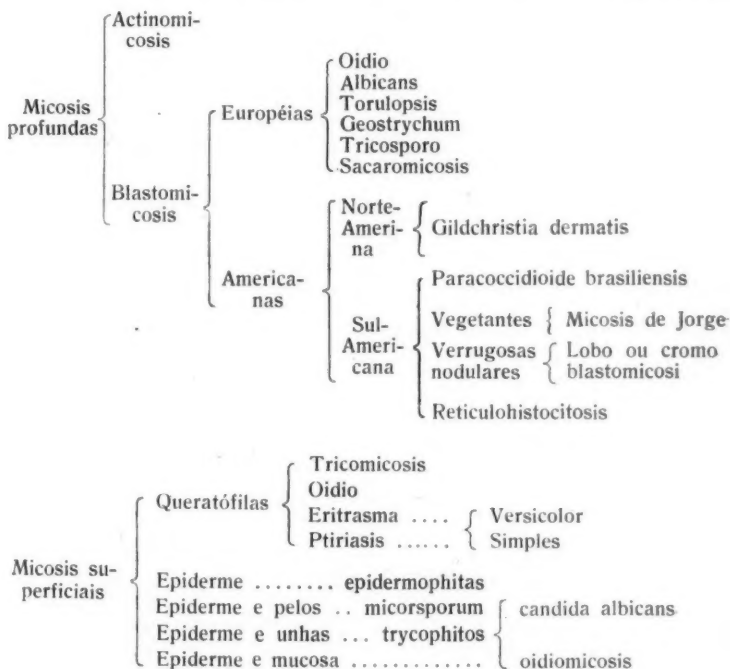 Micosis profundas
Actinomi-
cosis
Blastomi-
cosis
Européias
Oidio
Albicans
Torulopsis
Geostrychum
Tricosporo
Sacaromicosis
America-
nas
Norte-
Ameri-
na
Gildchristia dermatis
Sul-
Ameri-
cana
Paracoccidioide brasiliensis
Vegetantes { Micosis de Jorge
Verrugosas nodulares
Lobo ou cromo
blastomicosi
Reticulohistocitosis
Micosis su-
perficiais
Queratófilas
Tricomicosis
Oidio
Eritrasma .... Versicolor
Ptiriasis ...... Simples
Epiderme ........ epidermophitas
Epiderme e pelos .. micorsporum candida albicans
Epiderme e unhas ... trycophitos
Epiderme e mucosa ............. oidiomicosis